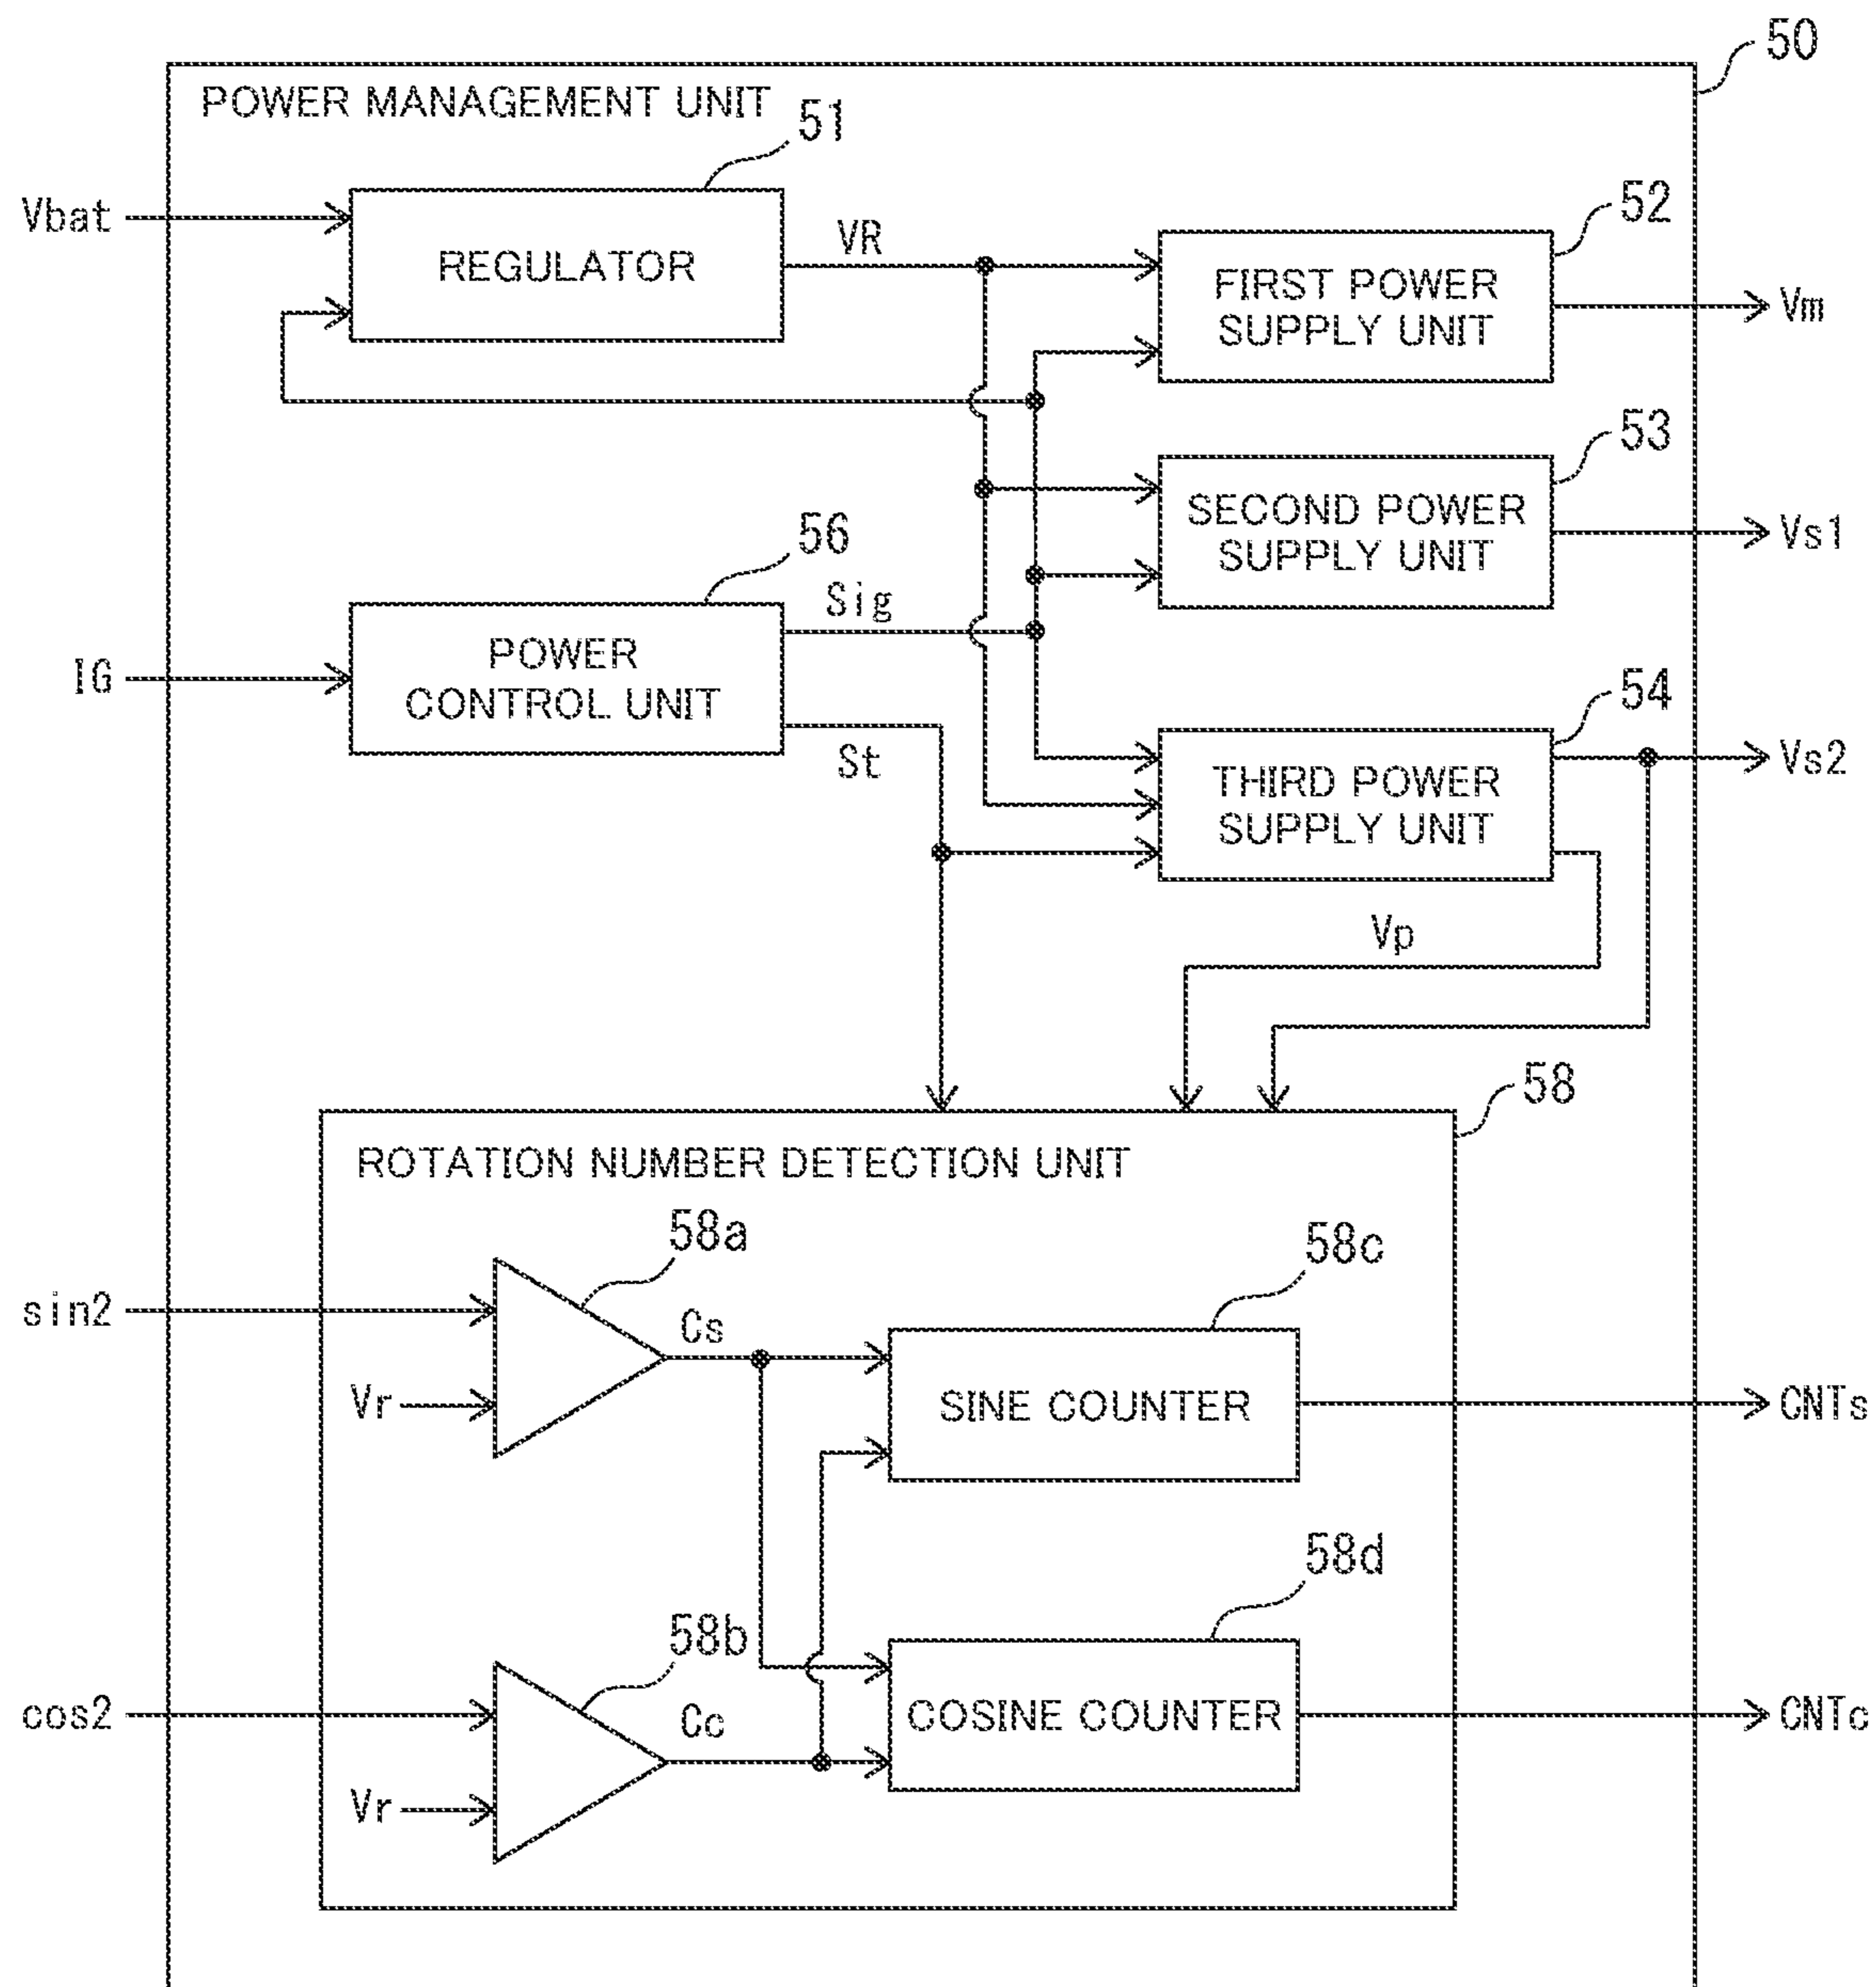 50
POWER MANAGEMENT UNIT
51
Vbat
REGULATOR
VR
52
FIRST POWER
SUPPLY UNIT
Vm
53
SECOND POWER
SUPPLY UNIT
Vs1
56
Sig
IG
POWER
CONTROL UNIT
St
54
THIRD POWER
SUPPLY UNIT
Vs2
Vp
58
ROTATION NUMBER DETECTION UNIT
58a
58c
sin2
Cs
Vr
SINE COUNTER
CNTs
58b
58d
cos2
Cc
COSINE COUNTER
CNTc
Vr